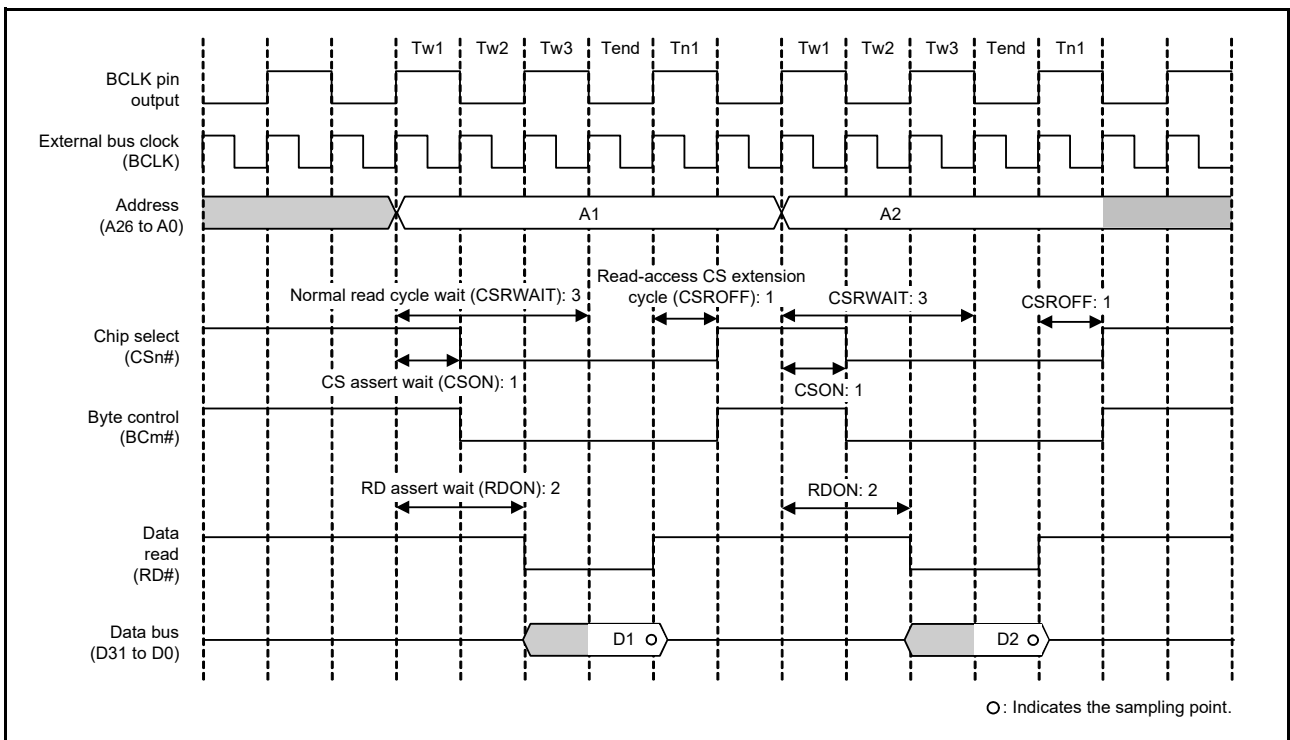 Tw1 Tw2 Tw3 Tend Tn1 Tw1 Tw2 Tw3 Tend Tn1
BCLK pin
output
External bus clock
(BCLK)
Address
(A26 to A0)
A1 A2
Read-access CS extension
cycle (CSROFF): 1
Normal read cycle wait (CSRWAIT): 3
CSRWAIT: 3
CSROFF: 1
Chip select
(CSn#)
CS assert wait (CSON): 1
CSON: 1
Byte control
(BCm#)
RD assert wait (RDON): 2
RDON: 2
Data
read
(RD#)
Data bus
(D31 to D0)
D1 D2
: Indicates the sampling point.